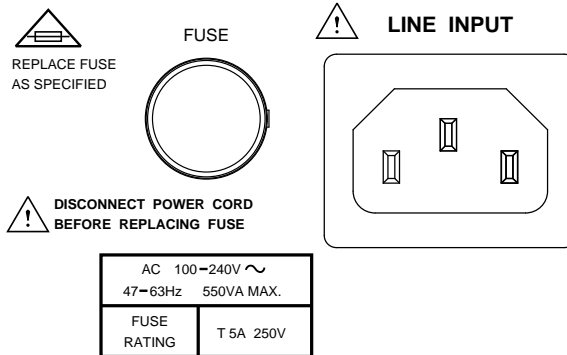 FUSE
LINE INPUT
REPLACE FUSE
AS SPECIFIED
DISCONNECT POWER CORD
BEFORE REPLACING FUSE
AC 100-240V ~
47-63Hz 550VA MAX.
FUSE
RATING
T 5A 250V